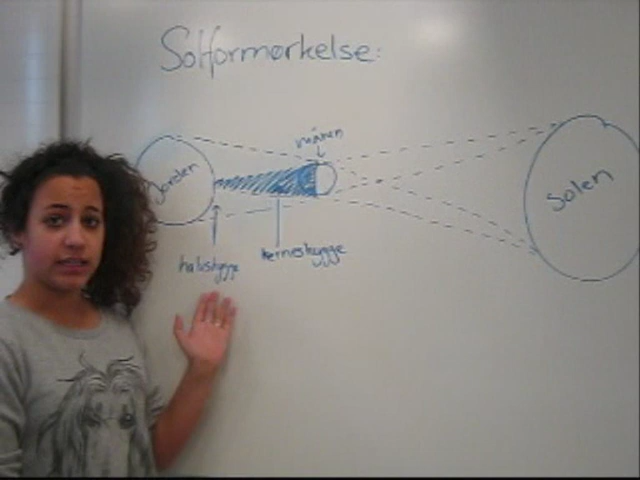 Solformørkelse:
månen
Jorden
Solen
halvskygge
kerneskygge